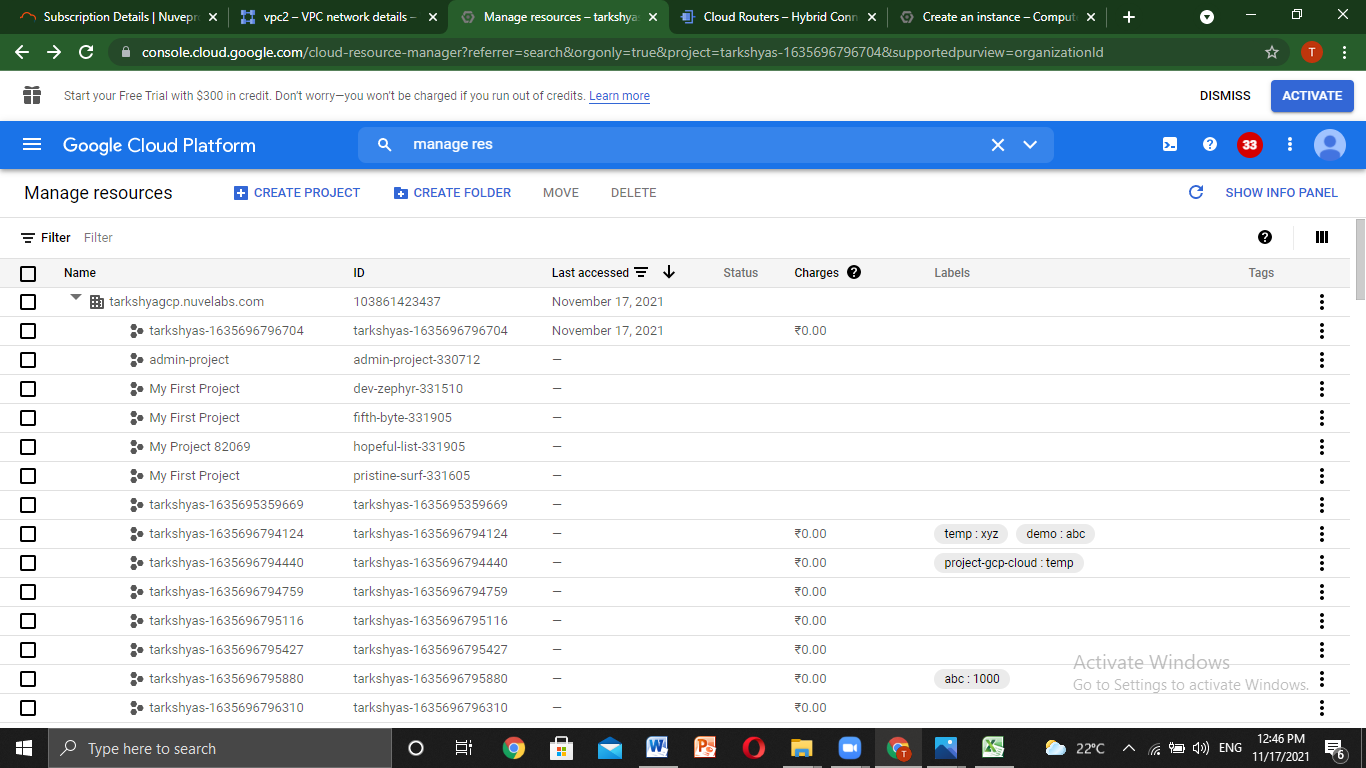 Subscription Details | Nuvepr
vpc2 – VPC network details –
Manage resources – tarkshya
Cloud Routers – Hybrid Conn
Create an instance – Comput
console.cloud.google.com/cloud-resource-manager?referrer=search&orgonly=true&project=tarkshyas-1635696796704&supportedpurview=organizationId
T
Start your Free Trial with $300 in credit. Don't worry—you won't be charged if you run out of credits. Learn more
DISMISS
ACTIVATE
Google Cloud Platform
manage res
33
Manage resources
CREATE PROJECT
CREATE FOLDER
MOVE
DELETE
SHOW INFO PANEL
Filter Filter
Name ID Last accessed Status Charges Labels Tags
tarkshyagcp.nuvelabs.com 103861423437 November 17, 2021
tarkshyas-1635696796704 tarkshyas-1635696796704 November 17, 2021 ₹0.00
admin-project admin-project-330712 —
My First Project dev-zephyr-331510 —
My First Project fifth-byte-331905 —
My Project 82069 hopeful-list-331905 —
My First Project pristine-surf-331605 —
tarkshyas-1635695359669 tarkshyas-1635695359669 —
tarkshyas-1635696794124 tarkshyas-1635696794124 — ₹0.00 temp : xyz demo : abc
tarkshyas-1635696794440 tarkshyas-1635696794440 — ₹0.00 project-gcp-cloud : temp
tarkshyas-1635696794759 tarkshyas-1635696794759 — ₹0.00
tarkshyas-1635696795116 tarkshyas-1635696795116 — ₹0.00
tarkshyas-1635696795427 tarkshyas-1635696795427 — ₹0.00
tarkshyas-1635696795880 tarkshyas-1635696795880 — ₹0.00 abc : 1000
tarkshyas-1635696796310 tarkshyas-1635696796310 — ₹0.00
Activate Windows
Go to Settings to activate Windows.
Type here to search
22°C
ENG
12:46 PM
11/17/2021
6